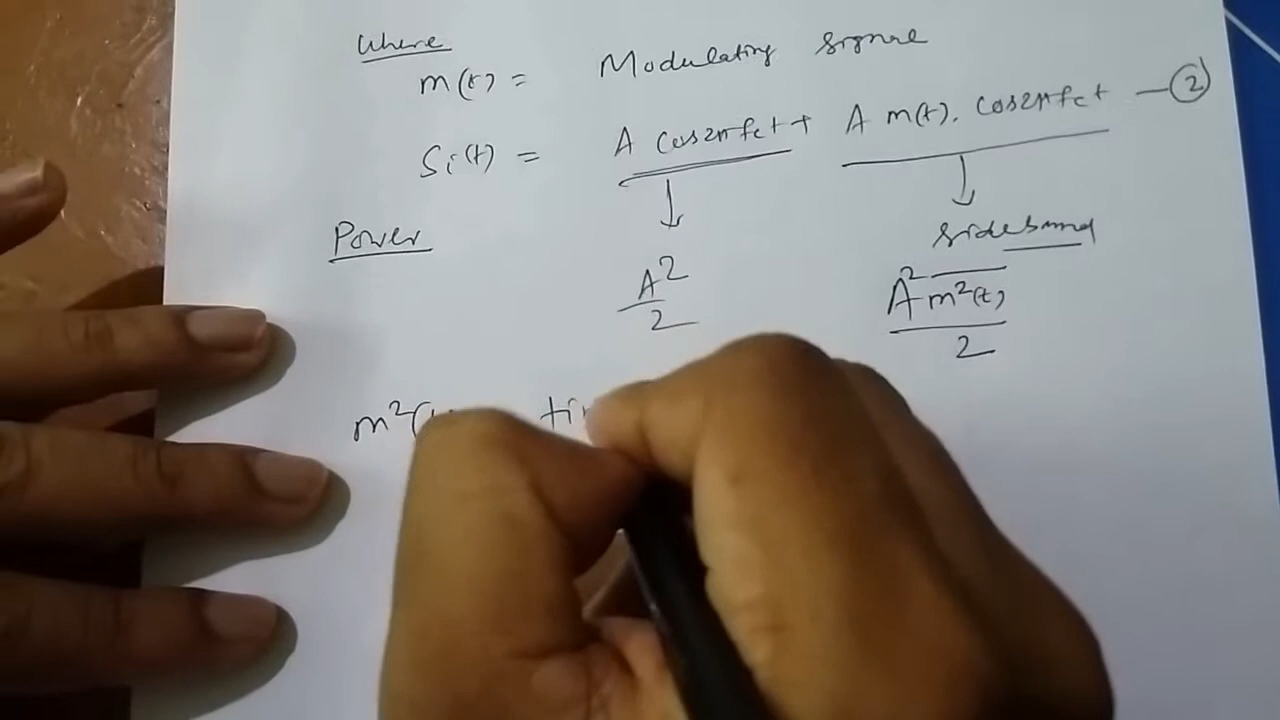 Where
m(t) = Modulating signal
Si(t) = A cos2πfct + A m(t). cos2πfct — ②
sideband
Power A²/2 A² m²(t)/2
m²(